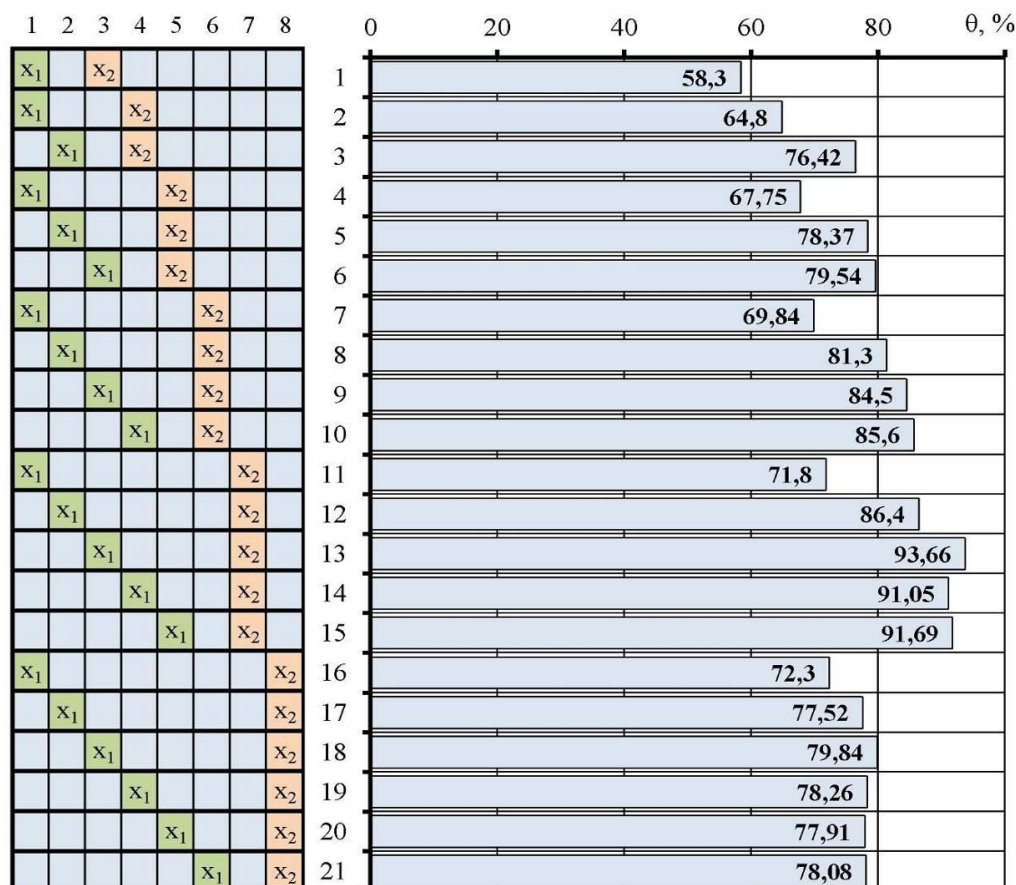 1 2 3 4 5 6 7 8 0 20 40 60 80 θ, %
x₁ x₂ 1 58,3
x₁ x₂ 2 64,8
x₁ x₂ 3 76,42
x₁ x₂ 4 67,75
x₁ x₂ 5 78,37
x₁ x₂ 6 79,54
x₁ x₂ 7 69,84
x₁ x₂ 8 81,3
x₁ x₂ 9 84,5
x₁ x₂ 10 85,6
x₁ x₂ 11 71,8
x₁ x₂ 12 86,4
x₁ x₂ 13 93,66
x₁ x₂ 14 91,05
x₁ x₂ 15 91,69
x₁ x₂ 16 72,3
x₁ x₂ 17 77,52
x₁ x₂ 18 79,84
x₁ x₂ 19 78,26
x₁ x₂ 20 77,91
x₁ x₂ 21 78,08